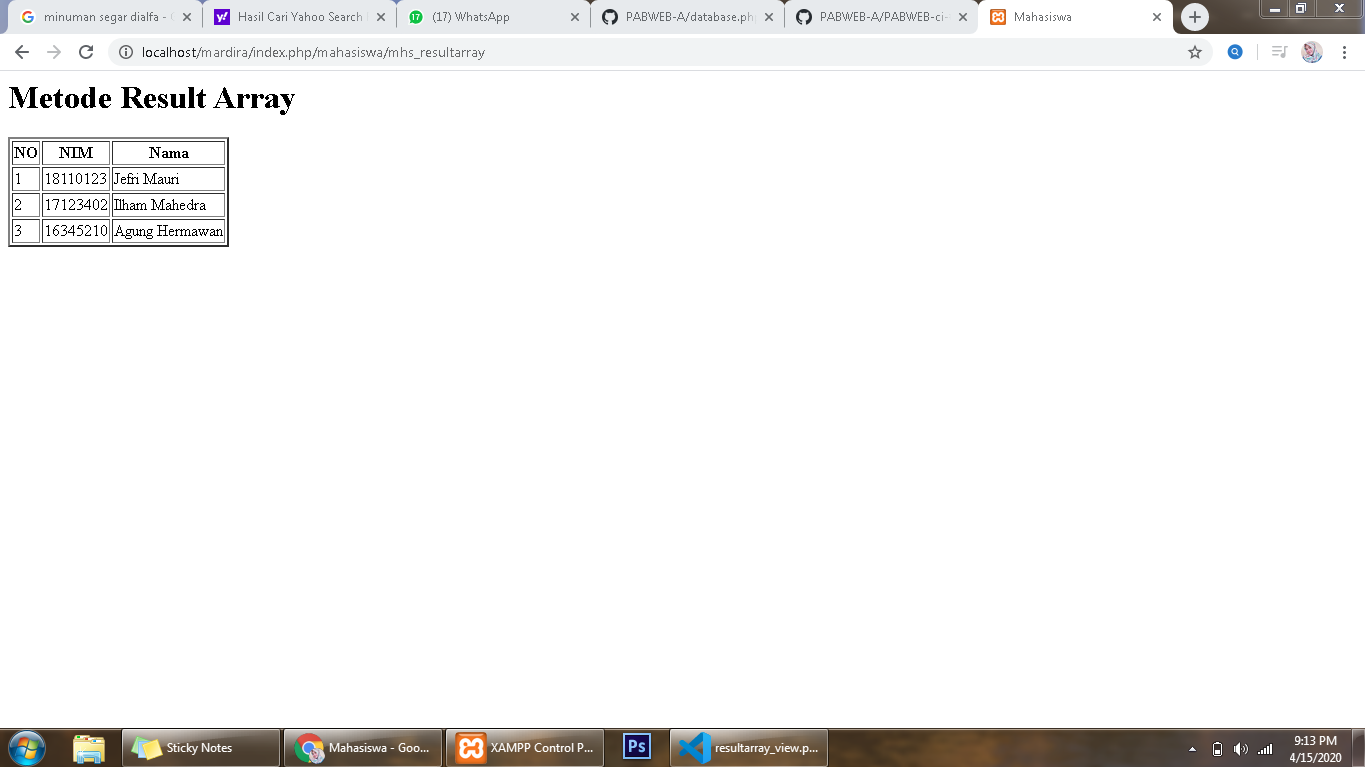 minuman segar dialfa - G
Hasil Cari Yahoo Search
(17) WhatsApp
PABWEB-A/database.ph
PABWEB-A/PABWEB-ci-
Mahasiswa
localhost/mardira/index.php/mahasiswa/mhs_resultarray
Metode Result Array
NO NIM Nama
1 18110123 Jefri Mauri
2 17123402 Ilham Mahedra
3 16345210 Agung Hermawan
Sticky Notes
Mahasiswa - Goo...
XAMPP Control P...
Ps
resultarray_view.p...
9:13 PM
4/15/2020